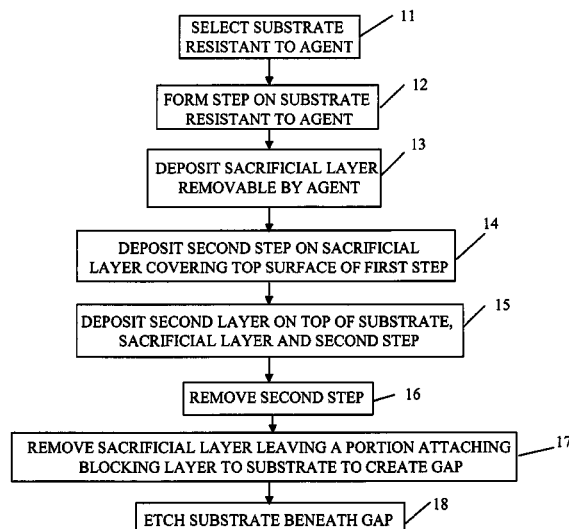 11
SELECT SUBSTRATE
RESISTANT TO AGENT
12
FORM STEP ON SUBSTRATE
RESISTANT TO AGENT
13
DEPOSIT SACRIFICIAL LAYER
REMOVABLE BY AGENT
14
DEPOSIT SECOND STEP ON SACRIFICIAL
LAYER COVERING TOP SURFACE OF FIRST STEP
15
DEPOSIT SECOND LAYER ON TOP OF SUBSTRATE,
SACRIFICIAL LAYER AND SECOND STEP
REMOVE SECOND STEP
16
REMOVE SACRIFICIAL LAYER LEAVING A PORTION ATTACHING
BLOCKING LAYER TO SUBSTRATE TO CREATE GAP
17
18
ETCH SUBSTRATE BENEATH GAP